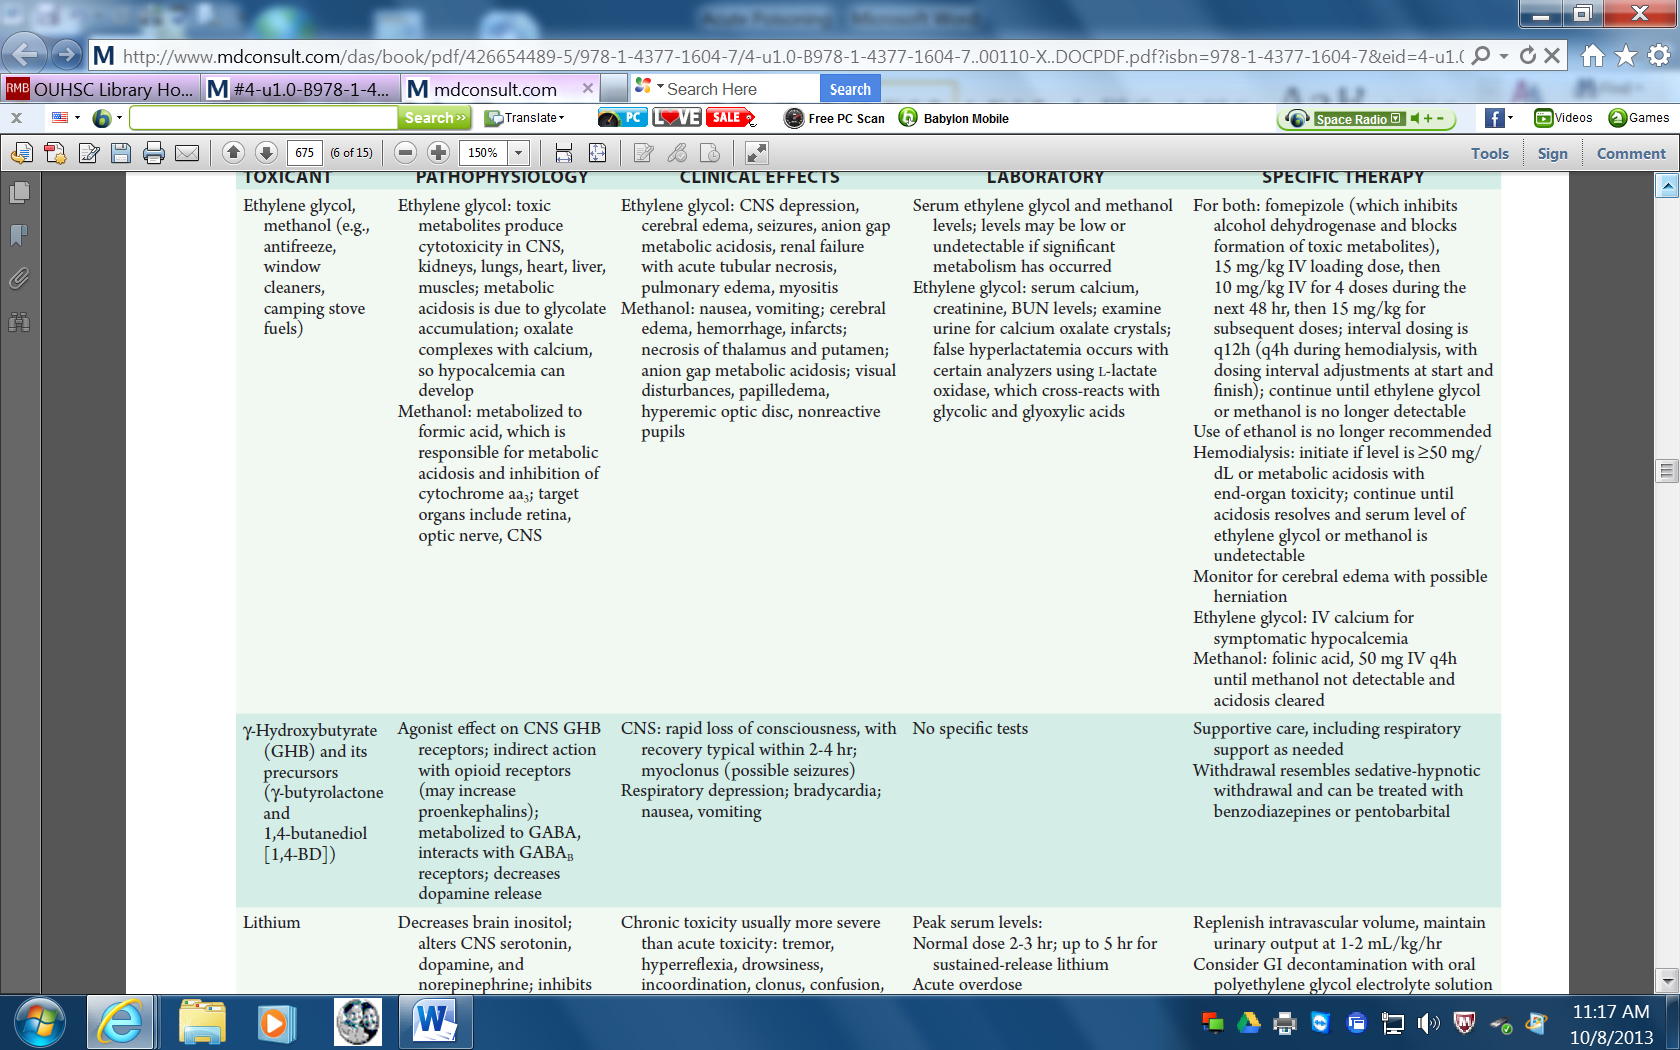 Acute Poisoning - Microsoft Word
http://www.mdconsult.com/das/book/pdf/426654489-5/978-1-4377-1604-7/4-u1.0-B978-1-4377-1604-7..00110-X..DOCPDF.pdf?isbn=978-1-4377-1604-7&eid=4-u1.0
RMB OUHSC Library Ho...
M #4-u1.0-B978-1-4...
M mdconsult.com
Search Here
Search
Search
Translate
PC
LOVE
SALE
Free PC Scan
Babylon Mobile
Space Radio
Videos
Games
675
(6 of 15)
150%
Tools
Sign
Comment
TOXICANT
PATHOPHYSIOLOGY
CLINICAL EFFECTS
LABORATORY
SPECIFIC THERAPY
Ethylene glycol,
methanol (e.g.,
antifreeze,
window
cleaners,
camping stove
fuels)
Ethylene glycol: toxic
metabolites produce
cytotoxicity in CNS,
kidneys, lungs, heart, liver,
muscles; metabolic
acidosis is due to glycolate
accumulation; oxalate
complexes with calcium,
so hypocalcemia can
develop
Methanol: metabolized to
formic acid, which is
responsible for metabolic
acidosis and inhibition of
cytochrome aa₃; target
organs include retina,
optic nerve, CNS
Ethylene glycol: CNS depression,
cerebral edema, seizures, anion gap
metabolic acidosis, renal failure
with acute tubular necrosis,
pulmonary edema, myositis
Methanol: nausea, vomiting; cerebral
edema, hemorrhage, infarcts;
necrosis of thalamus and putamen;
anion gap metabolic acidosis; visual
disturbances, papilledema,
hyperemic optic disc, nonreactive
pupils
Serum ethylene glycol and methanol
levels; levels may be low or
undetectable if significant
metabolism has occurred
Ethylene glycol: serum calcium,
creatinine, BUN levels; examine
urine for calcium oxalate crystals;
false hyperlactatemia occurs with
certain analyzers using L-lactate
oxidase, which cross-reacts with
glycolic and glyoxylic acids
For both: fomepizole (which inhibits
alcohol dehydrogenase and blocks
formation of toxic metabolites),
15 mg/kg IV loading dose, then
10 mg/kg IV for 4 doses during the
next 48 hr, then 15 mg/kg for
subsequent doses; interval dosing is
q12h (q4h during hemodialysis, with
dosing interval adjustments at start and
finish); continue until ethylene glycol
or methanol is no longer detectable
Use of ethanol is no longer recommended
Hemodialysis: initiate if level is ≥50 mg/
dL or metabolic acidosis with
end-organ toxicity; continue until
acidosis resolves and serum level of
ethylene glycol or methanol is
undetectable
Monitor for cerebral edema with possible
herniation
Ethylene glycol: IV calcium for
symptomatic hypocalcemia
Methanol: folinic acid, 50 mg IV q4h
until methanol not detectable and
acidosis cleared
γ-Hydroxybutyrate
(GHB) and its
precursors
(γ-butyrolactone
and
1,4-butanediol
[1,4-BD])
Agonist effect on CNS GHB
receptors; indirect action
with opioid receptors
(may increase
proenkephalins);
metabolized to GABA,
interacts with GABA_B
receptors; decreases
dopamine release
CNS: rapid loss of consciousness, with
recovery typical within 2-4 hr;
myoclonus (possible seizures)
Respiratory depression; bradycardia;
nausea, vomiting
No specific tests
Supportive care, including respiratory
support as needed
Withdrawal resembles sedative-hypnotic
withdrawal and can be treated with
benzodiazepines or pentobarbital
Lithium
Decreases brain inositol;
alters CNS serotonin,
dopamine, and
norepinephrine; inhibits
Chronic toxicity usually more severe
than acute toxicity: tremor,
hyperreflexia, drowsiness,
incoordination, clonus, confusion,
Peak serum levels:
Normal dose 2-3 hr; up to 5 hr for
sustained-release lithium
Acute overdose
Replenish intravascular volume, maintain
urinary output at 1-2 mL/kg/hr
Consider GI decontamination with oral
polyethylene glycol electrolyte solution
11:17 AM
10/8/2013